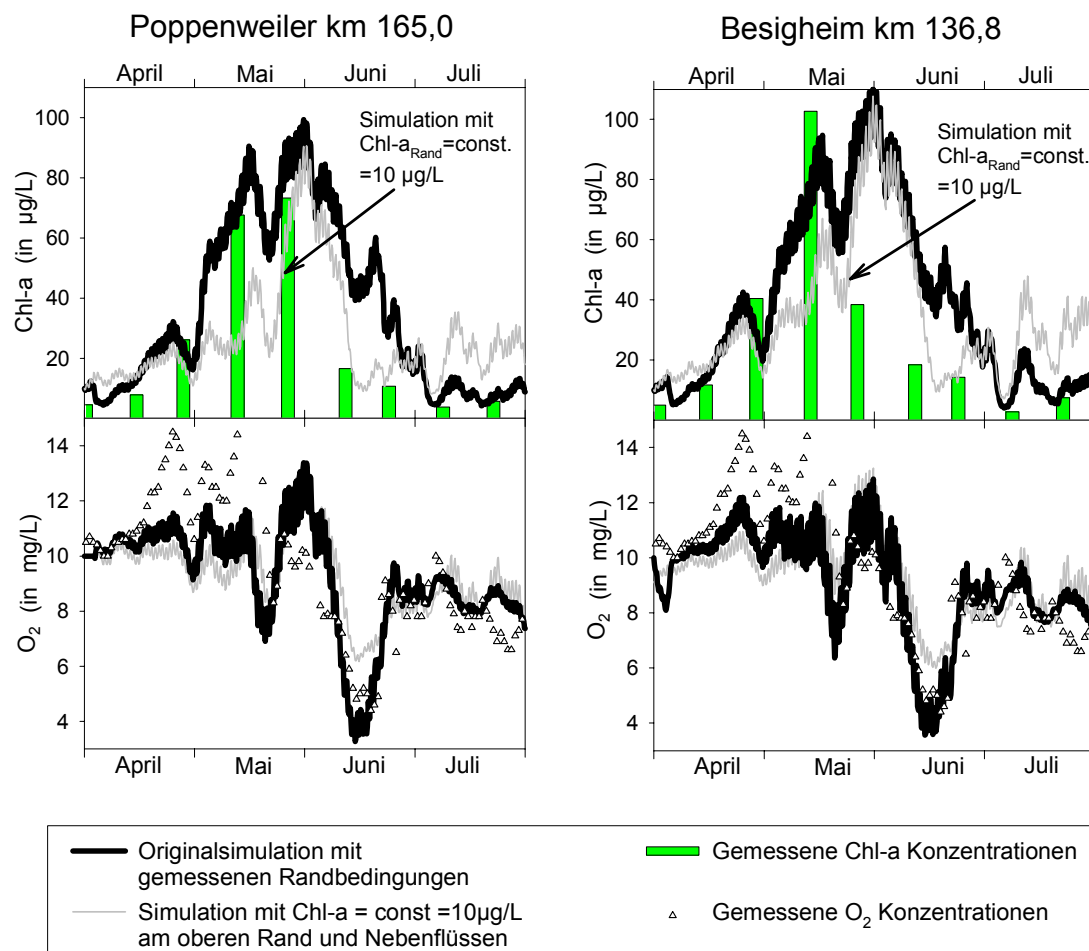 Poppenweiler km 165,0
April Mai Juni Juli
Chl-a (in µg/L)
100
80
60
40
20
Simulation mit
Chl-aRand=const.
=10 µg/L
O2 (in mg/L)
14
12
10
8
6
4
April Mai Juni Juli
Besigheim km 136,8
April Mai Juni Juli
Chl-a (in µg/L)
100
80
60
40
20
Simulation mit
Chl-aRand=const.
=10 µg/L
O2 (in mg/L)
14
12
10
8
6
4
April Mai Juni Juli
Originalsimulation mit
gemessenen Randbedingungen
Simulation mit Chl-a = const =10µg/L
am oberen Rand und Nebenflüssen
Gemessene Chl-a Konzentrationen
Gemessene O2 Konzentrationen